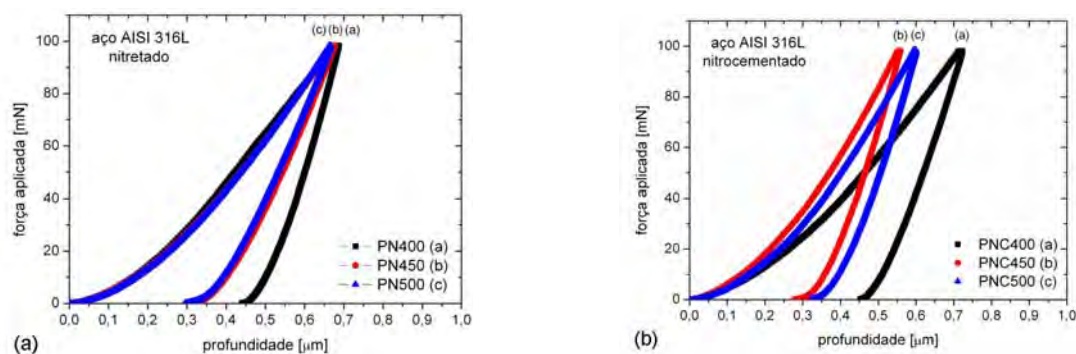 aço AISI 316L
nitretado
(c) (b) (a)
força aplicada [mN]
100
80
60
40
20
0
PN400 (a)
PN450 (b)
PN500 (c)
0,0 0,1 0,2 0,3 0,4 0,5 0,6 0,7 0,8 0,9 1,0
profundidade [µm]
(a)
aço AISI 316L
nitrocementado
(b) (c) (a)
força aplicada [mN]
100
80
60
40
20
0
PNC400 (a)
PNC450 (b)
PNC500 (c)
0,0 0,1 0,2 0,3 0,4 0,5 0,6 0,7 0,8 0,9 1,0
profundidade [µm]
(b)